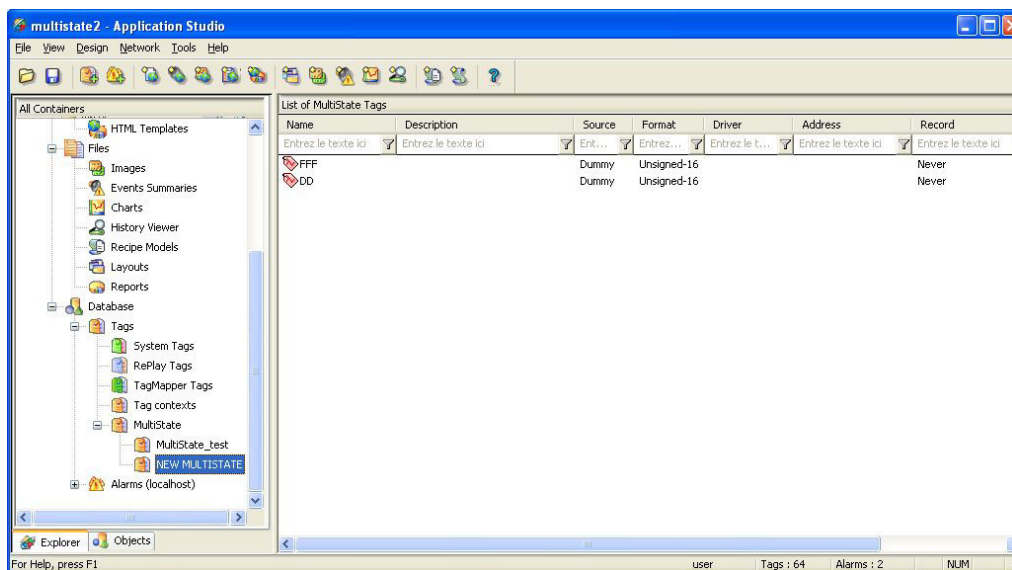 multistate2 - Application Studio
File View Design Network Tools Help
All Containers
HTML Templates
Files
Images
Events Summaries
Charts
History Viewer
Recipe Models
Layouts
Reports
Database
Tags
System Tags
RePlay Tags
TagMapper Tags
Tag contexts
MultiState
MultiState_test
NEW MULTISTATE
Alarms (localhost)
Explorer Objects
List of MultiState Tags
Name Description Source Format Driver Address Record
Entrez le texte ici Entrez le texte ici Ent... Entrez... Entrez le t... Entrez le texte ici Entrez le texte ici
FFF Dummy Unsigned-16 Never
DD Dummy Unsigned-16 Never
For Help, press F1 user Tags : 64 Alarms : 2 NUM